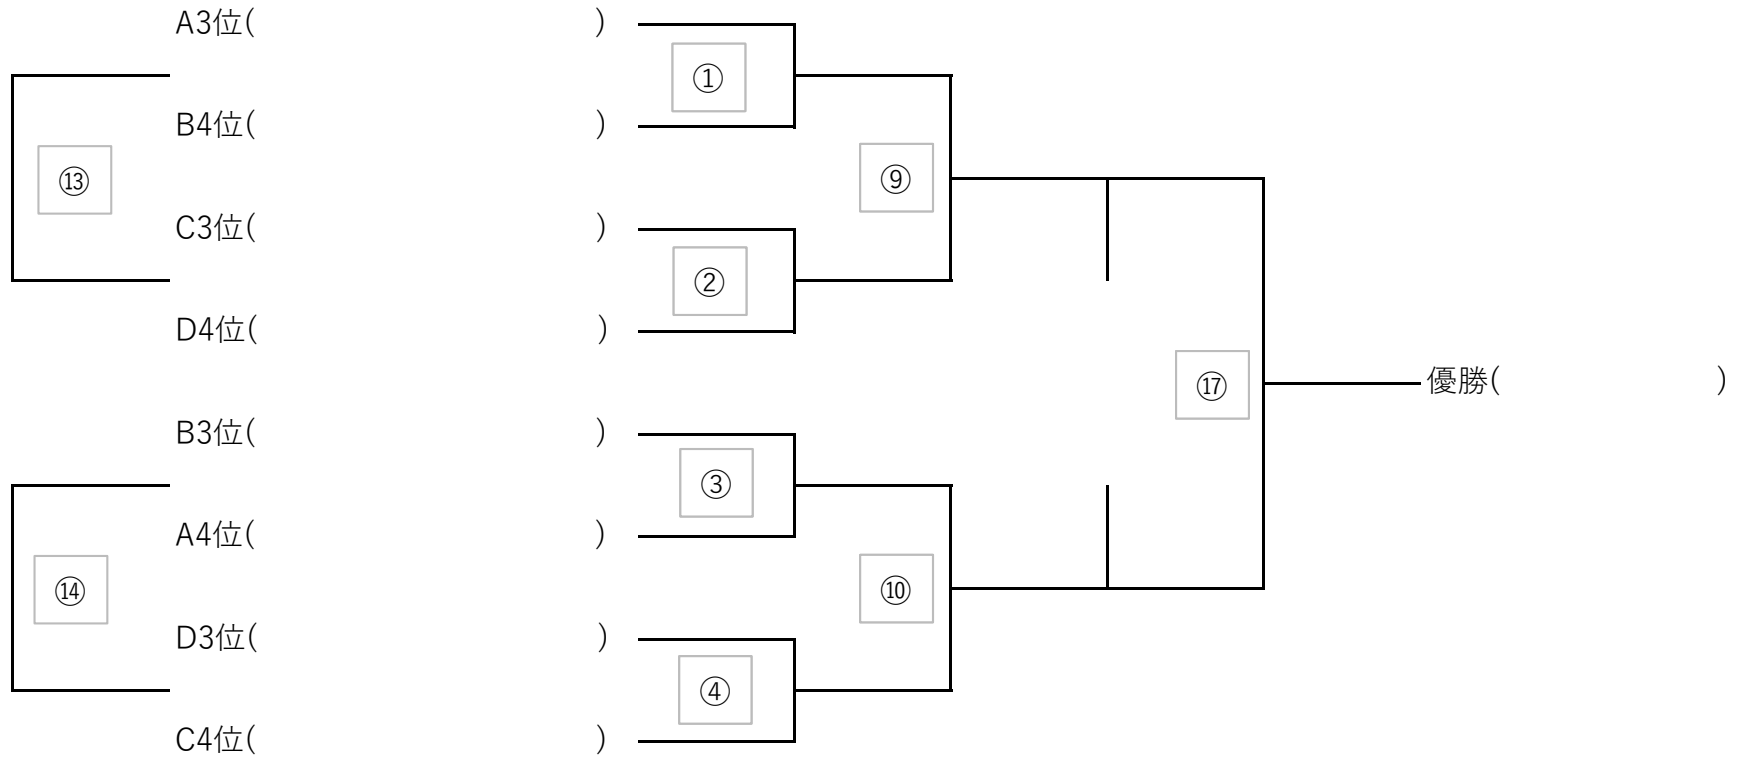 A3位( )
①
B4位( )
⑬
⑨
C3位( )
②
D4位( )
⑰
優勝( )
B3位( )
③
A4位( )
⑭
⑩
D3位( )
④
C4位( )